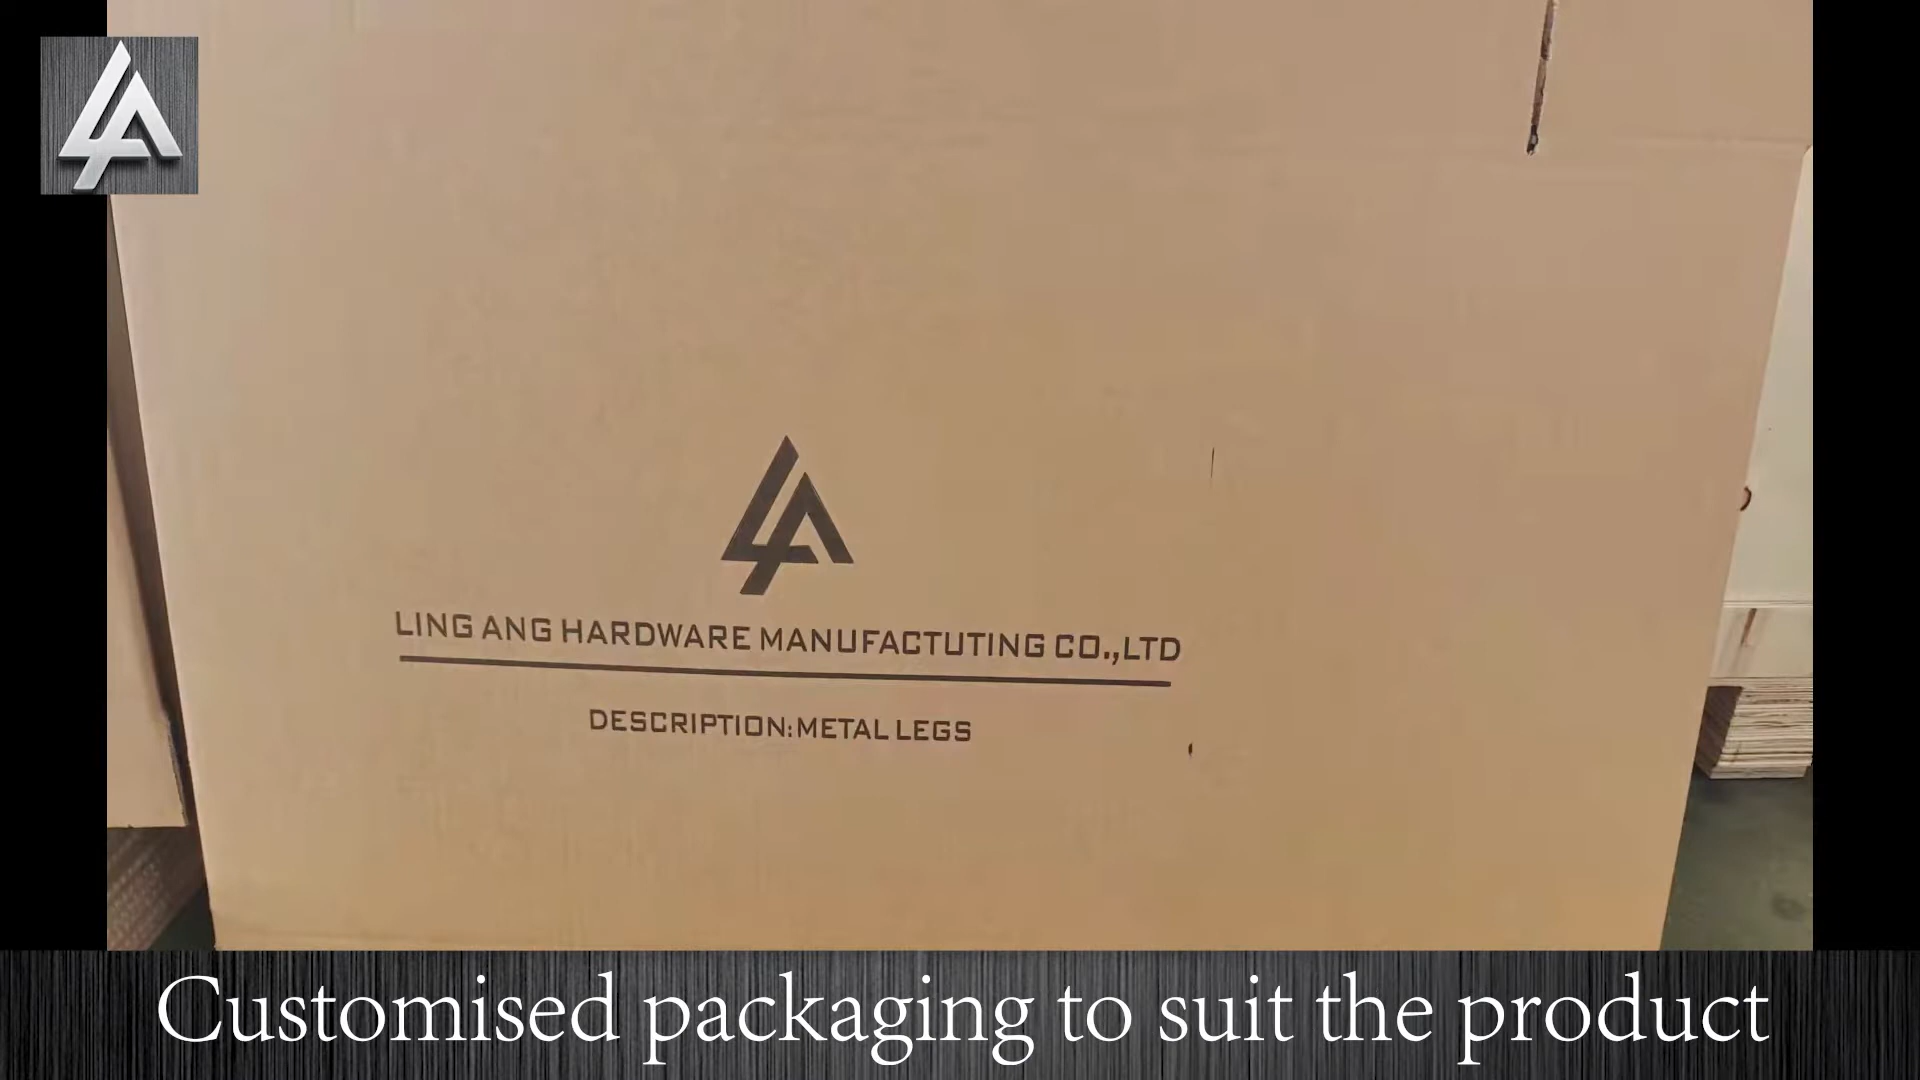 LING ANG HARDWARE MANUFACTUTING CO.,LTD
DESCRIPTION:METAL LEGS
Customised packaging to suit the product